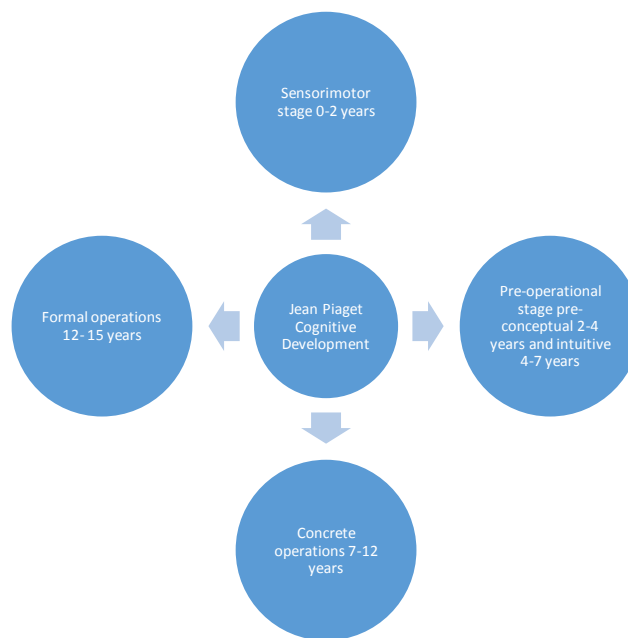 Sensorimotor
stage 0-2 years
Formal operations
12- 15 years
Jean Piaget
Cognitive
Development
Pre-operational
stage pre-
conceptual 2-4
years and intuitive
4-7 years
Concrete
operations 7-12
years